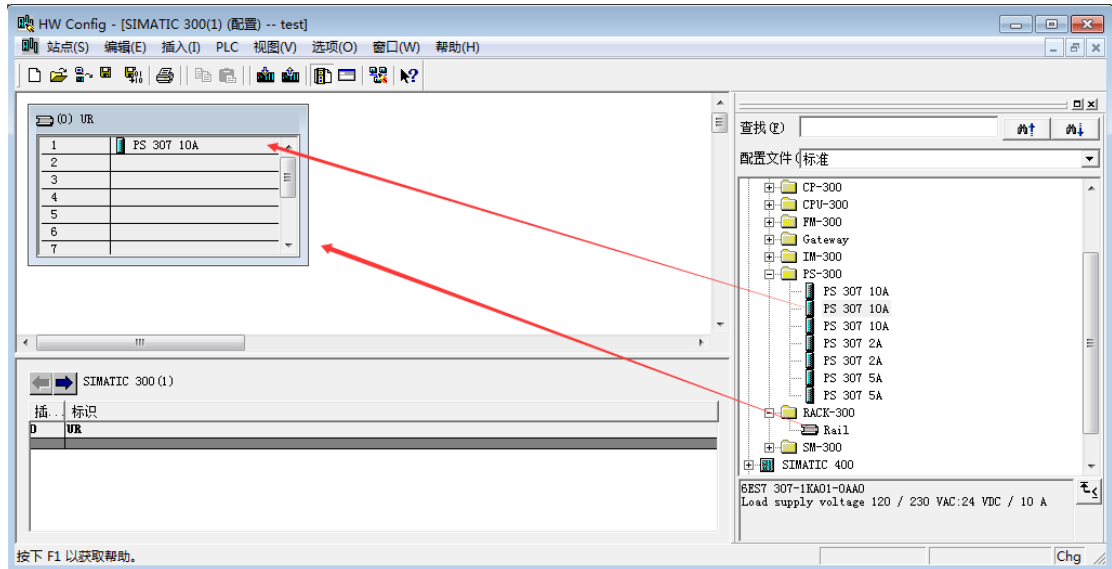 HW Config - [SIMATIC 300(1) (配置) -- test]
站点(S) 编辑(E) 插入(I) PLC 视图(V) 选项(O) 窗口(W) 帮助(H)
(0) UR
1 PS 307 10A
2
3
4
5
6
7
查找(F)
配置文件( 标准
CP-300
CPU-300
FM-300
Gateway
IM-300
PS-300
PS 307 10A
PS 307 10A
PS 307 10A
PS 307 2A
PS 307 2A
PS 307 5A
PS 307 5A
RACK-300
Rail
SM-300
SIMATIC 400
6ES7 307-1KA01-0AA0
Load supply voltage 120 / 230 VAC:24 VDC / 10 A
SIMATIC 300(1)
插... 标识
0 UR
按下 F1 以获取帮助。
Chg